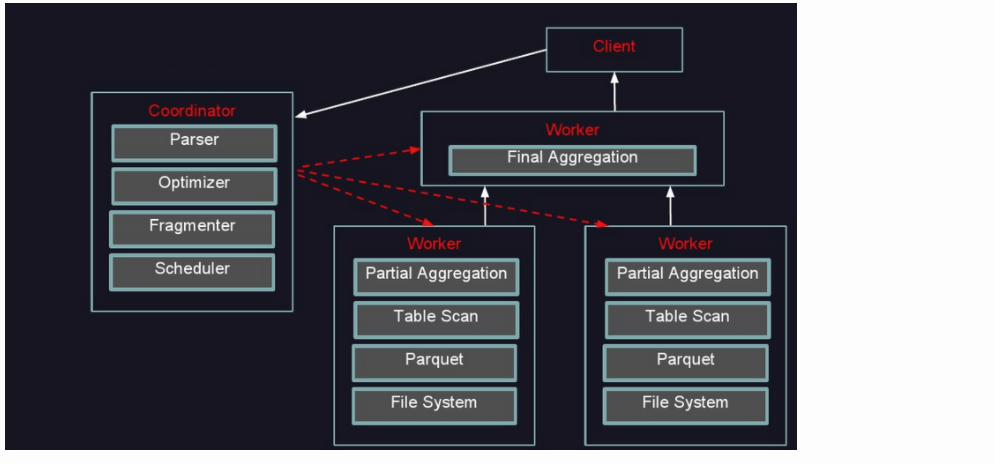 Client
Coordinator
Parser
Optimizer
Fragmenter
Scheduler
Worker
Final Aggregation
Worker
Partial Aggregation
Table Scan
Parquet
File System
Worker
Partial Aggregation
Table Scan
Parquet
File System